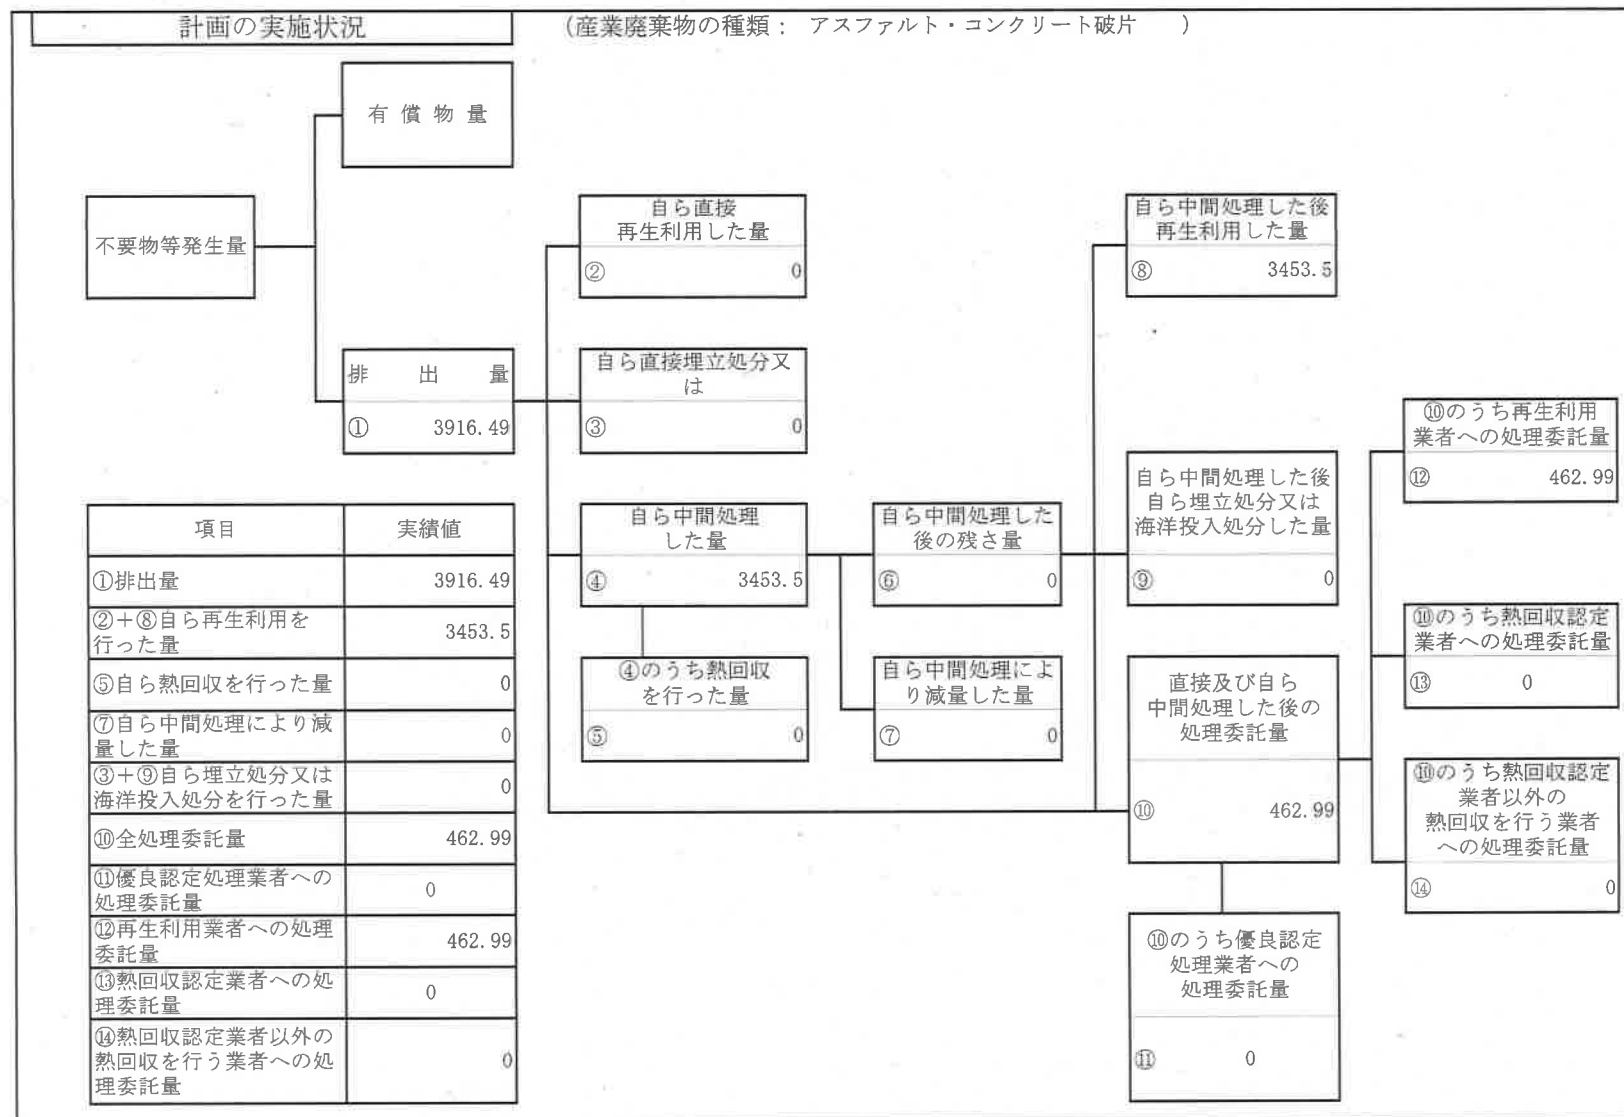 計画の実施状況
(産業廃棄物の種類： アスファルト・コンクリート破片 )
有 償 物 量
不要物等発生量
排 出 量
① 3916.49
自ら直接
再生利用した量
② 0
自ら直接埋立処分又
は
③ 0
自ら中間処理
した量
④ 3453.5
④のうち熱回収
を行った量
⑤ 0
自ら中間処理した
後の残さ量
⑥ 0
自ら中間処理によ
り減量した量
⑦ 0
自ら中間処理した後
再生利用した量
⑧ 3453.5
自ら中間処理した後
自ら埋立処分又は
海洋投入処分した量
⑨ 0
直接及び自ら
中間処理した後の
処理委託量
⑩ 462.99
⑩のうち優良認定
処理業者への
処理委託量
⑪ 0
⑩のうち再生利用
業者への処理委託量
⑫ 462.99
⑩のうち熱回収認定
業者への処理委託量
⑬ 0
⑩のうち熱回収認定
業者以外の
熱回収を行う業者
への処理委託量
⑭ 0
項目 実績値
①排出量 3916.49
②＋⑧自ら再生利用を
行った量 3453.5
⑤自ら熱回収を行った量 0
⑦自ら中間処理により減
量した量 0
③＋⑨自ら埋立処分又は
海洋投入処分を行った量 0
⑩全処理委託量 462.99
⑪優良認定処理業者への
処理委託量 0
⑫再生利用業者への処理
委託量 462.99
⑬熱回収認定業者への処
理委託量 0
⑭熱回収認定業者以外の
熱回収を行う業者への処
理委託量 0